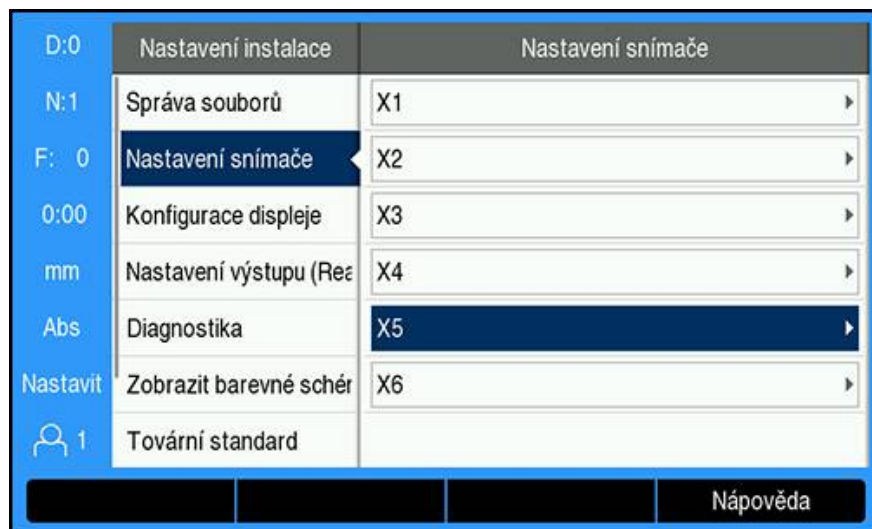 D:0
N:1
F: 0
0:00
mm
Abs
Nastavit
1
Nastavení instalace
Správa souborů
Nastavení snímače
Konfigurace displeje
Nastavení výstupu (Rea
Diagnostika
Zobrazit barevné schér
Tovární standard
Nastavení snímače
X1
X2
X3
X4
X5
X6
Nápověda